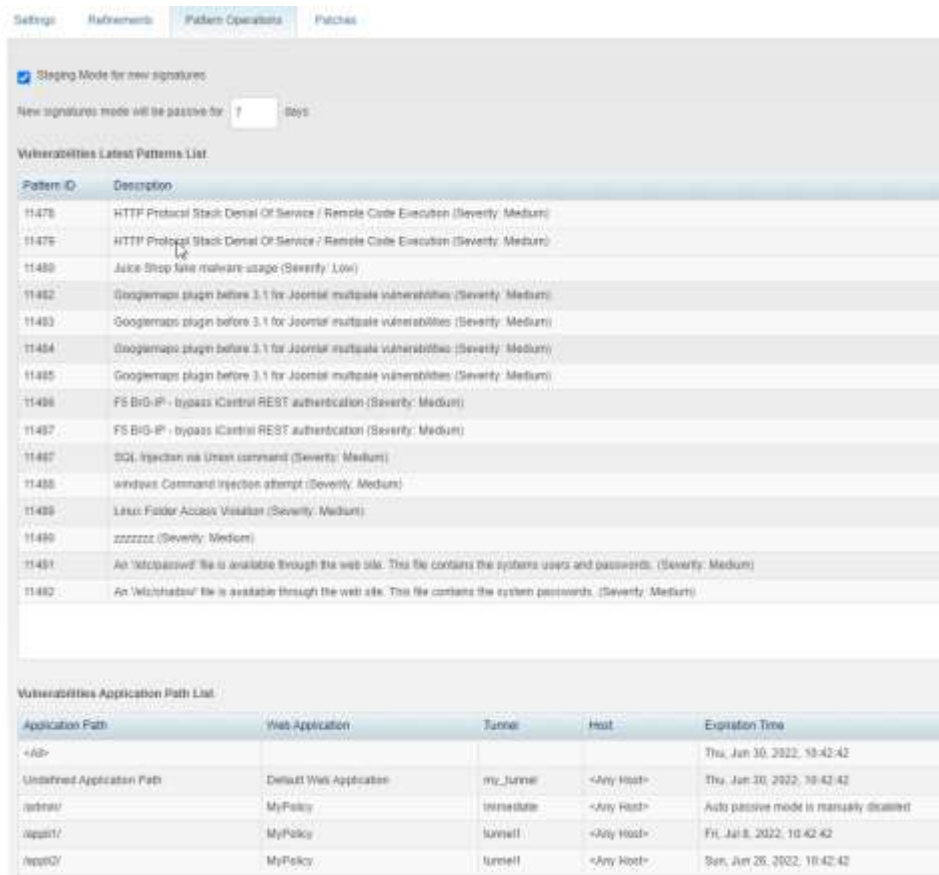 Settings Refinements Pattern Operations Patches
Staging Mode for new signatures
New signatures mode will be passive for 7 days
Vulnerabilities Latest Patterns List
Pattern ID Description
11478 HTTP Protocol Stack Denial Of Service / Remote Code Execution (Severity: Medium)
11479 HTTP Protocol Stack Denial Of Service / Remote Code Execution (Severity: Medium)
11480 Juice Shop fake malware usage (Severity: Low)
11482 Googlemaps plugin before 3.1 for Joomla! multipale vulnerabilities (Severity: Medium)
11483 Googlemaps plugin before 3.1 for Joomla! multipale vulnerabilities (Severity: Medium)
11484 Googlemaps plugin before 3.1 for Joomla! multipale vulnerabilities (Severity: Medium)
11485 Googlemaps plugin before 3.1 for Joomla! multipale vulnerabilities (Severity: Medium)
11486 F5 BIG-IP - bypass iControl REST authentication (Severity: Medium)
11487 F5 BIG-IP - bypass iControl REST authentication (Severity: Medium)
11487 SQL Injection via Union command (Severity: Medium)
11488 windows Command Injection attempt (Severity: Medium)
11489 Linux Folder Access Violation (Severity: Medium)
11490 zzzzzzz (Severity: Medium)
11491 An '/etc/passwd' file is available through the web site. This file contains the systems users and passwords. (Severity: Medium)
11492 An '/etc/shadow' file is available through the web site. This file contains the system passwords. (Severity: Medium)
Vulnerabilities Application Path List
Application Path Web Application Tunnel Host Expiration Time
<All> Thu, Jun 30, 2022, 10:42:42
Undefined Application Path Default Web Application my_tunnel <Any Host> Thu, Jun 30, 2022, 10:42:42
/admin/ MyPolicy Immediate <Any Host> Auto passive mode is manually disabled
/appli1/ MyPolicy tunnel1 <Any Host> Fri, Jul 8, 2022, 10:42:42
/appli2/ MyPolicy tunnel1 <Any Host> Sun, Jun 26, 2022, 10:42:42